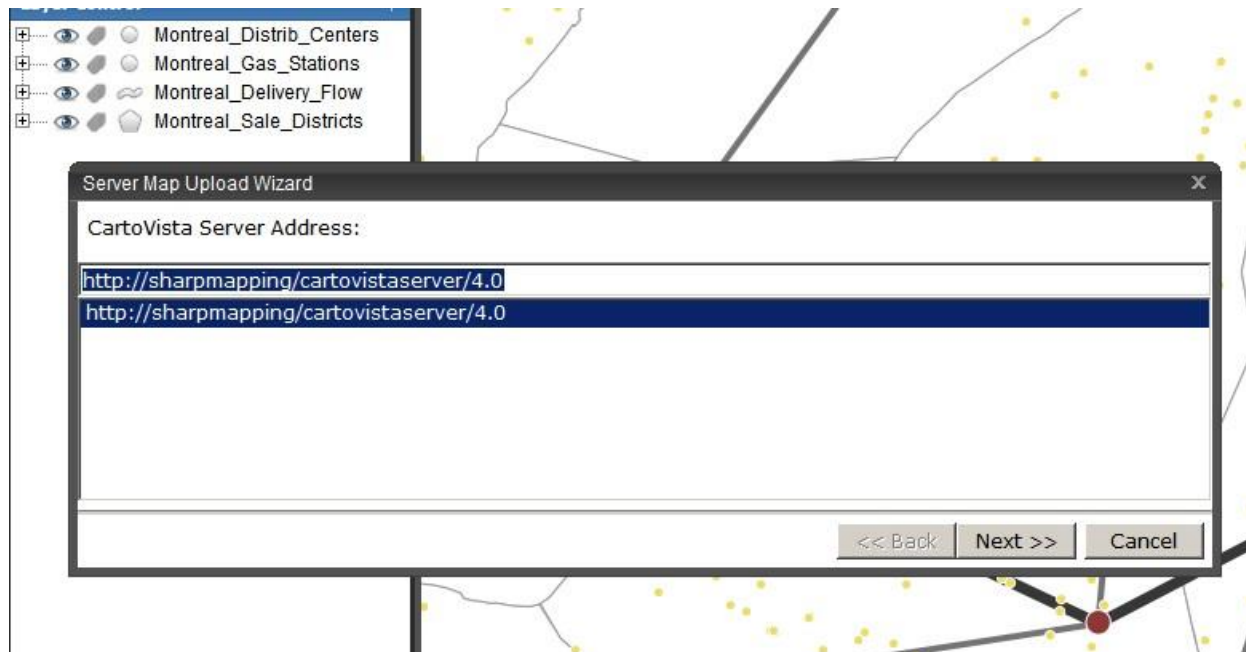 Montreal_Distrib_Centers
Montreal_Gas_Stations
Montreal_Delivery_Flow
Montreal_Sale_Districts
Server Map Upload Wizard
CartoVista Server Address:
http://sharpmapping/cartovistaserver/4.0
http://sharpmapping/cartovistaserver/4.0
<< Back Next >> Cancel